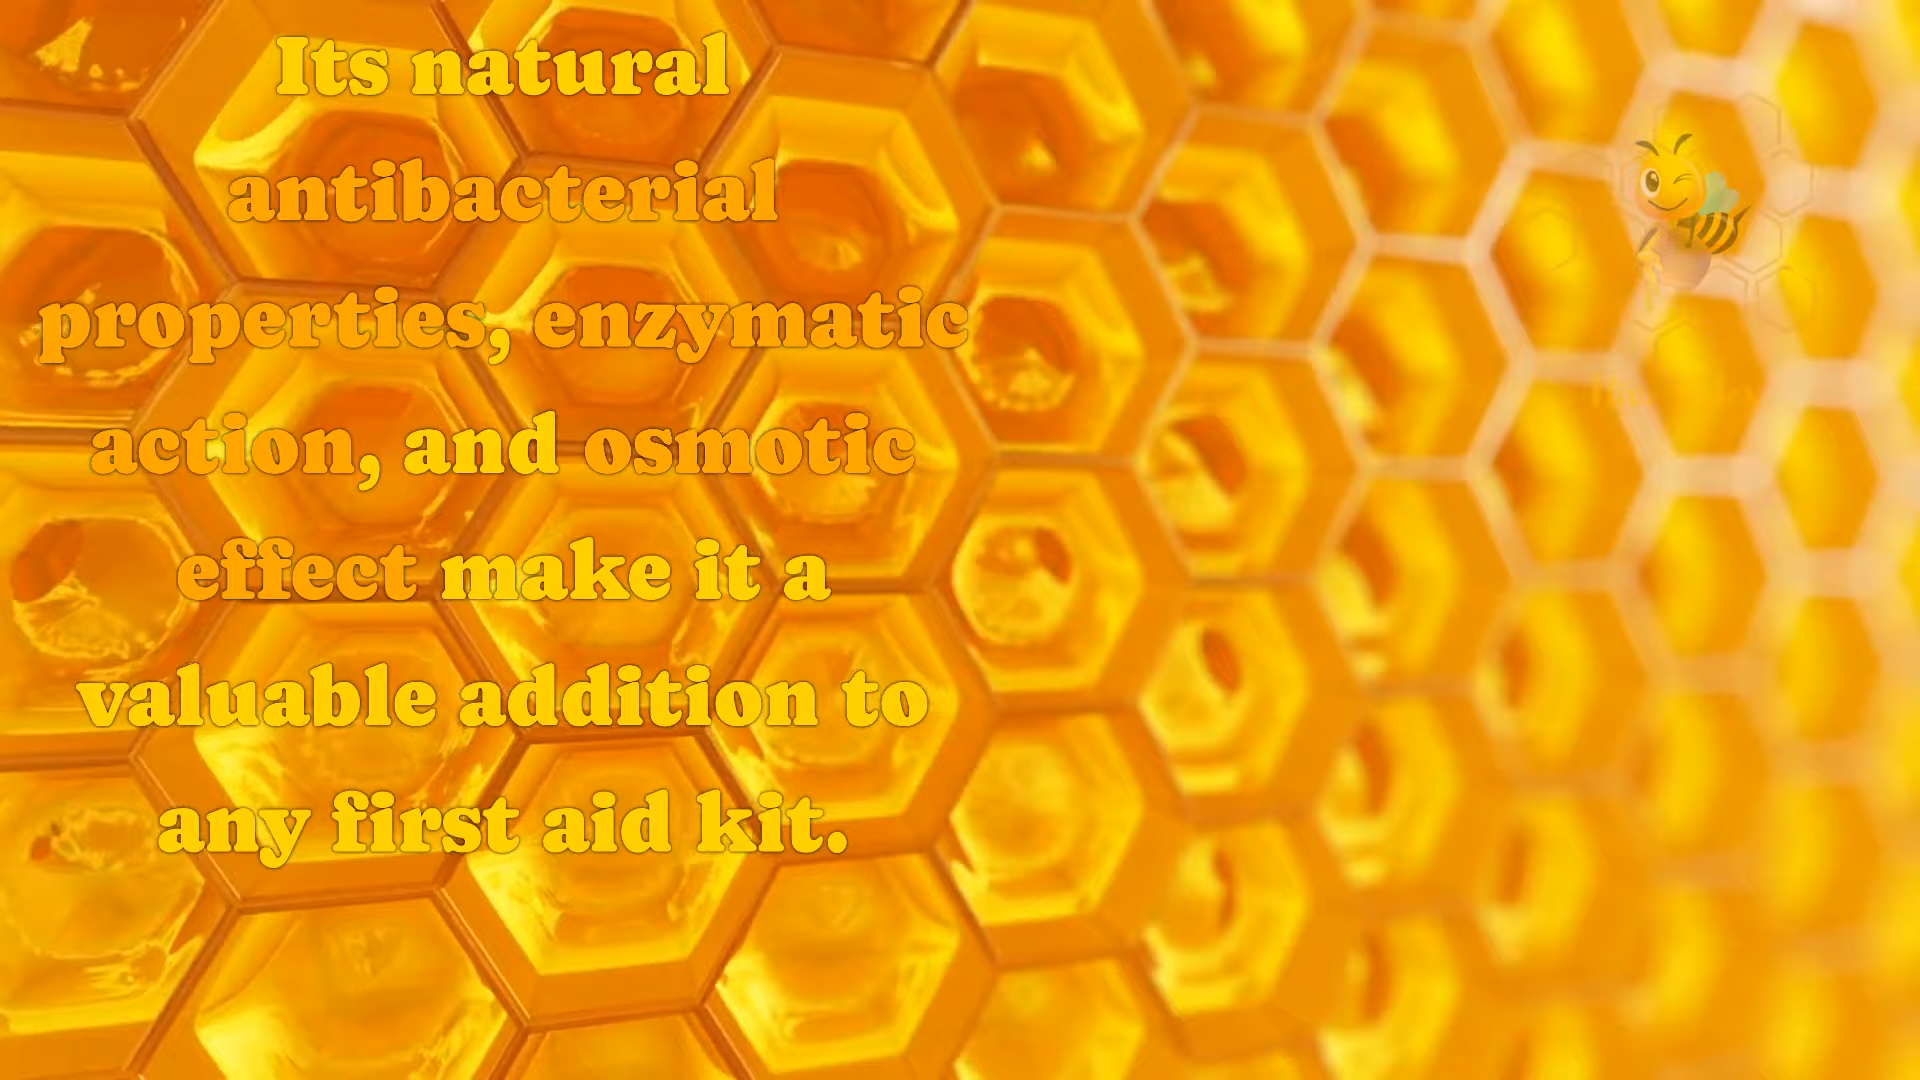 Its natural
antibacterial
properties, enzymatic
action, and osmotic
effect make it a
valuable addition to
any first aid kit.